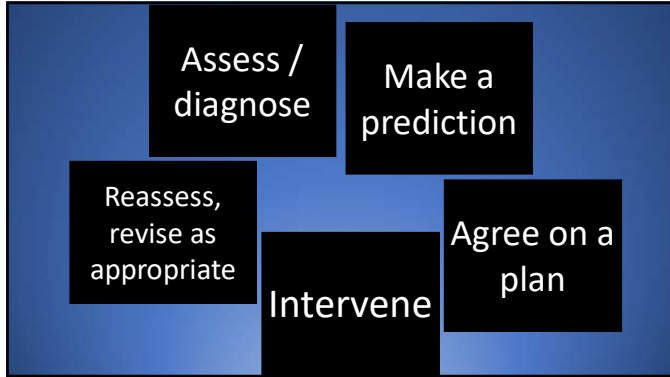 Assess /
diagnose
Make a
prediction
Agree on a
plan
Intervene
Reassess,
revise as
appropriate